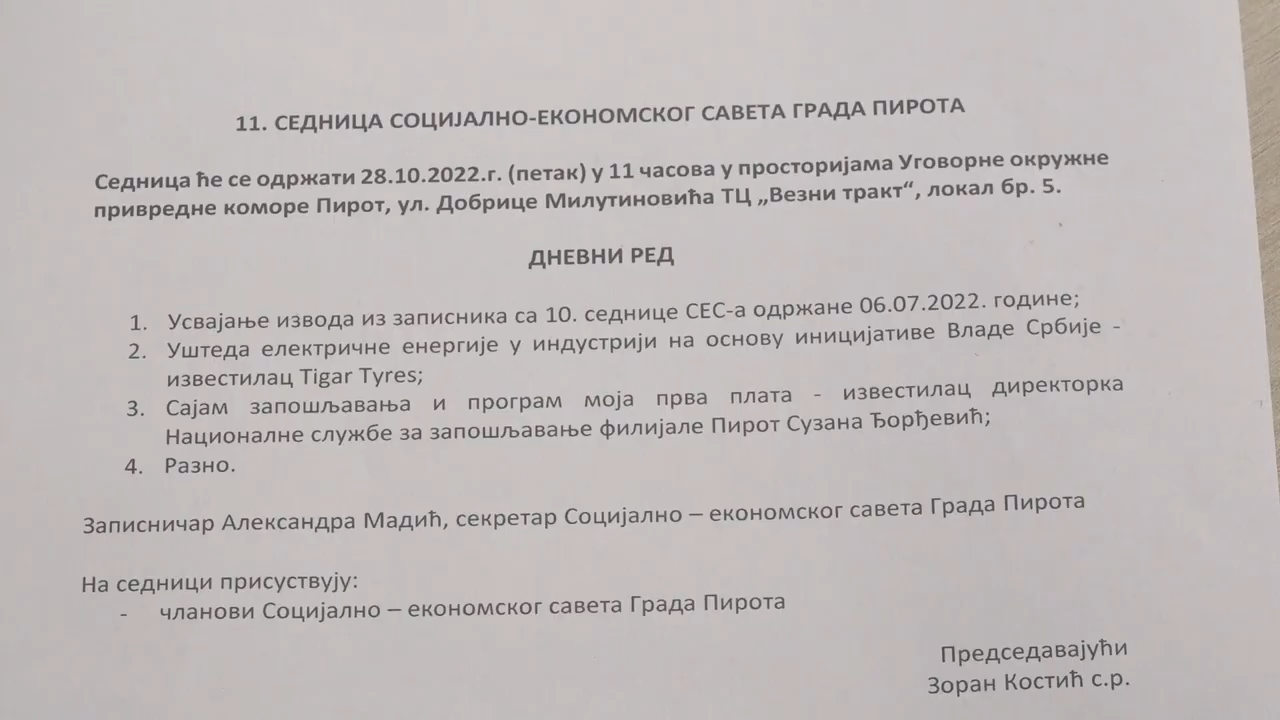 11. СЕДНИЦА СОЦИЈАЛНО-ЕКОНОМСКОГ САВЕТА ГРАДА ПИРОТА
Седница ће се одржати 28.10.2022.г. (петак) у 11 часова у просторијама Уговорне окружне
привредне коморе Пирот, ул. Добрице Милутиновића ТЦ „Везни тракт“, локал бр. 5.
ДНЕВНИ РЕД
1. Усвајање извода из записника са 10. седнице СЕС-а одржане 06.07.2022. године;
2. Уштеда електричне енергије у индустрији на основу иницијативе Владе Србије -
известилац Tigar Tyres;
3. Сајам запошљавања и програм моја прва плата - известилац директорка
Националне службе за запошљавање филијале Пирот Сузана Ђорђевић;
4. Разно.
Записничар Александра Мадић, секретар Социјално – економског савета Града Пирота
На седници присуствују:
- чланови Социјално – економског савета Града Пирота
Председавајући
Зоран Костић с.р.